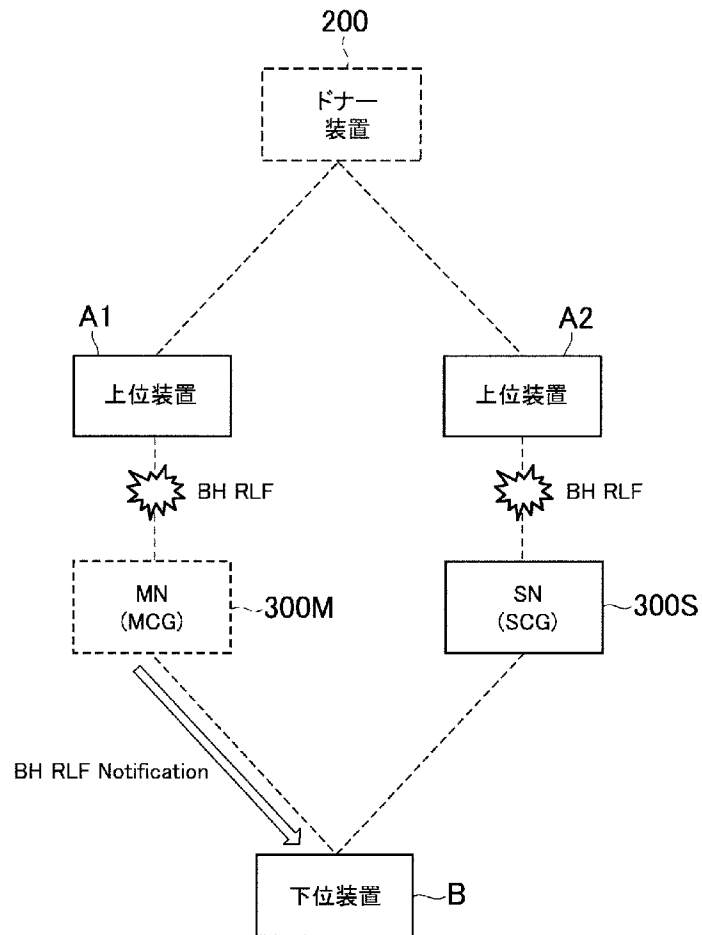 200
ドナー
装置
A1
A2
上位装置
上位装置
BH RLF
BH RLF
MN
(MCG)
300M
SN
(SCG)
300S
BH RLF Notification
下位装置
B